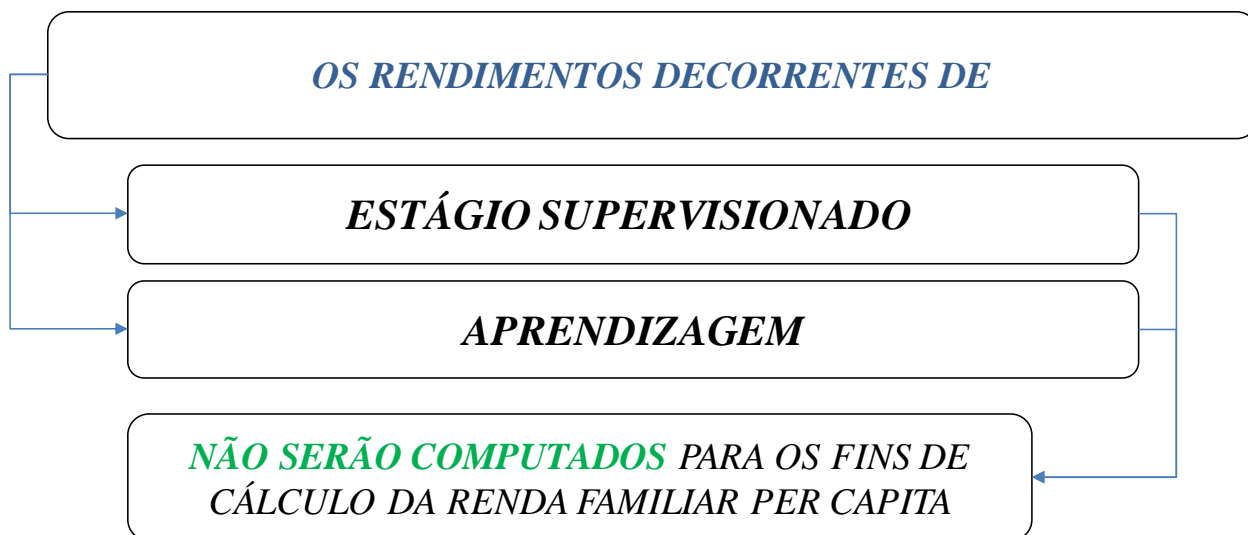 OS RENDIMENTOS DECORRENTES DE
ESTÁGIO SUPERVISIONADO
APRENDIZAGEM
NÃO SERÃO COMPUTADOS PARA OS FINS DE
CÁLCULO DA RENDA FAMILIAR PER CAPITA